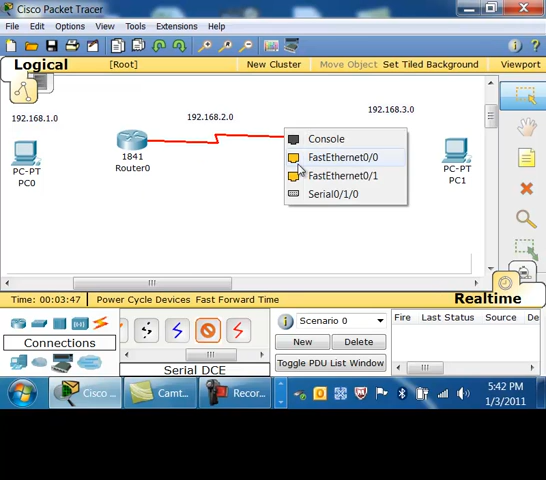 Cisco Packet Tracer
File Edit Options View Tools Extensions Help
Logical [Root] New Cluster Move Object Set Tiled Background Viewport
192.168.1.0
192.168.2.0
192.168.3.0
PC-PT
PC0
1841
Router0
Console
FastEthernet0/0
FastEthernet0/1
Serial0/1/0
PC-PT
PC1
Time: 00:03:47 Power Cycle Devices Fast Forward Time Realtime
Connections
Serial DCE
Scenario 0
New Delete
Toggle PDU List Window
Fire Last Status Source De
Cisco ... Camt... Recor...
5:42 PM
1/3/2011